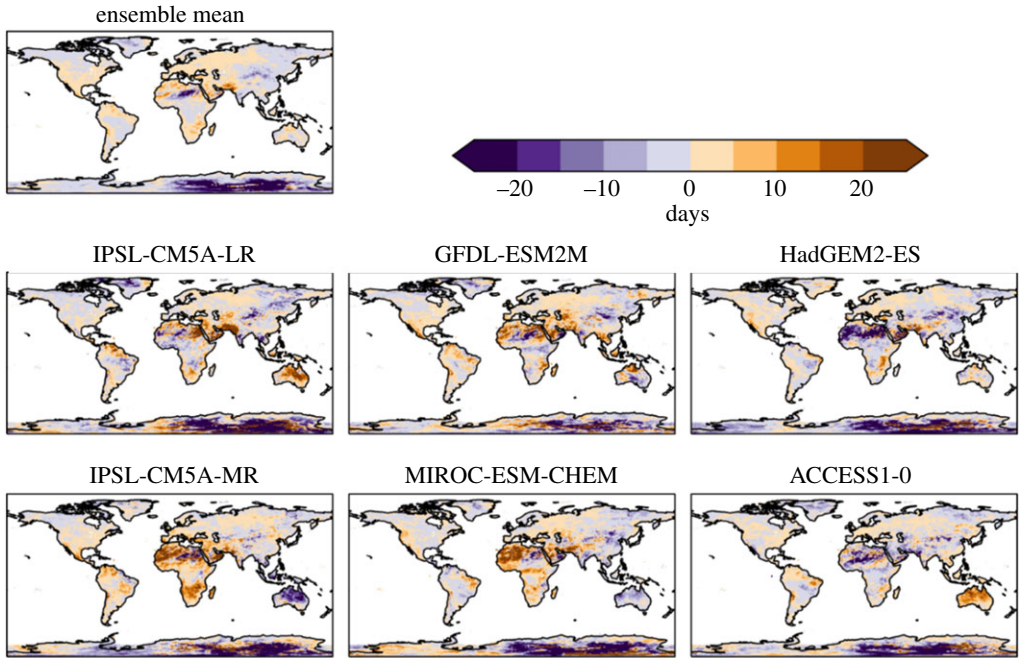 ensemble mean
–20 –10 0 10 20
days
IPSL-CM5A-LR GFDL-ESM2M HadGEM2-ES
IPSL-CM5A-MR MIROC-ESM-CHEM ACCESS1-0